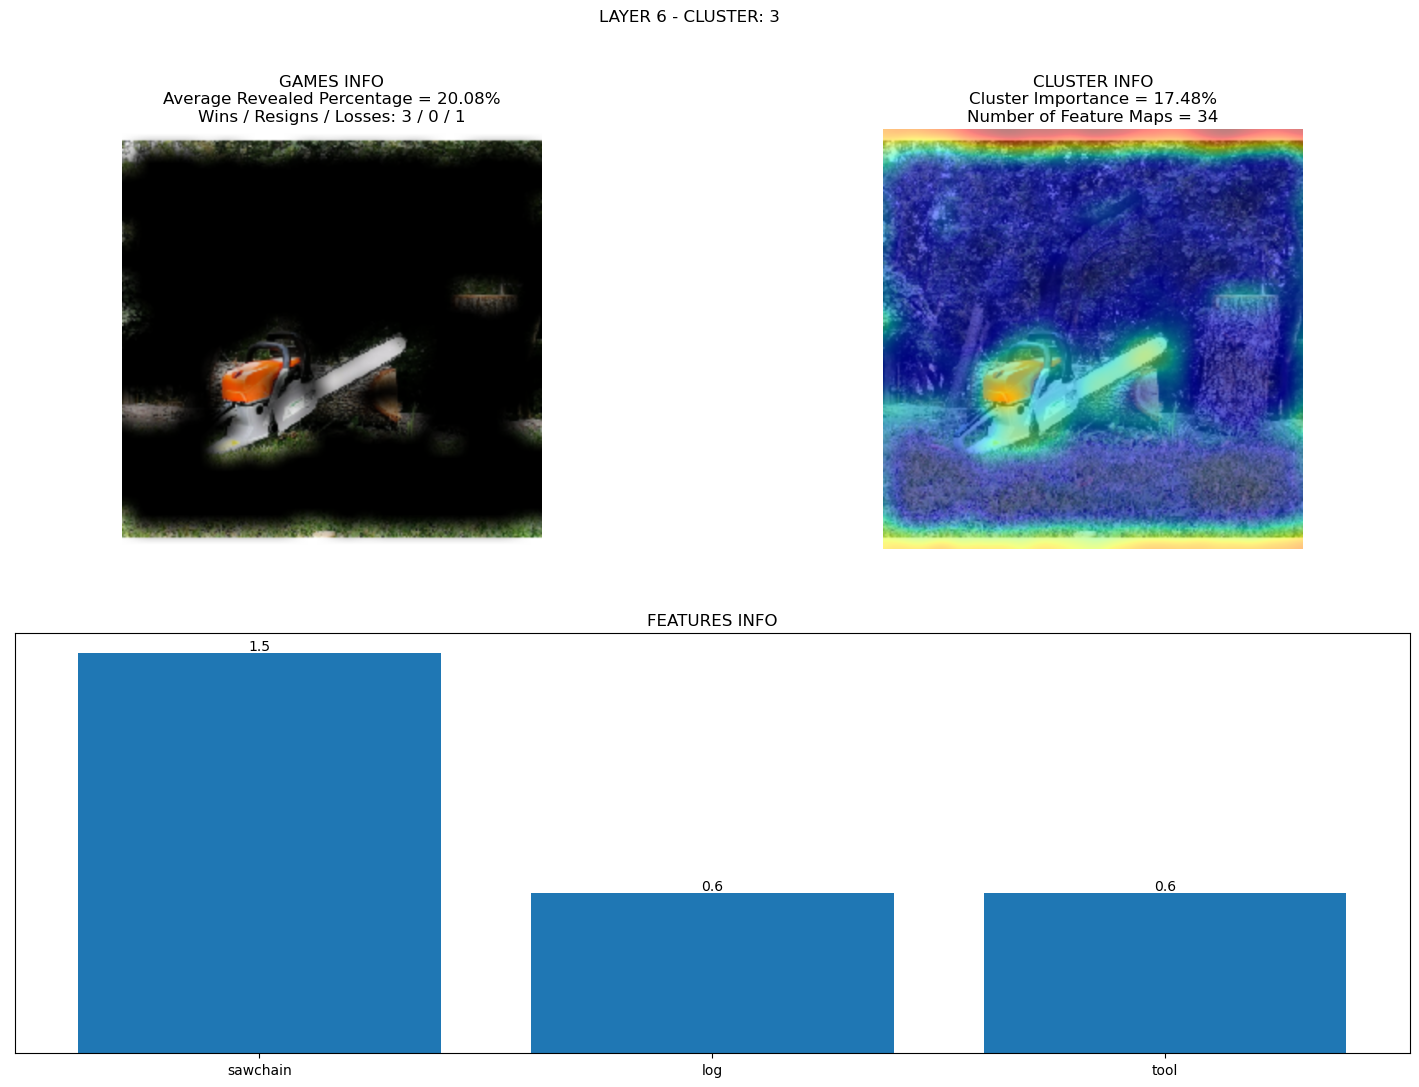 LAYER 6 - CLUSTER: 3
GAMES INFO
Average Revealed Percentage = 20.08%
Wins / Resigns / Losses: 3 / 0 / 1
CLUSTER INFO
Cluster Importance = 17.48%
Number of Feature Maps = 34
FEATURES INFO
1.5
0.6
0.6
sawchain
log
tool